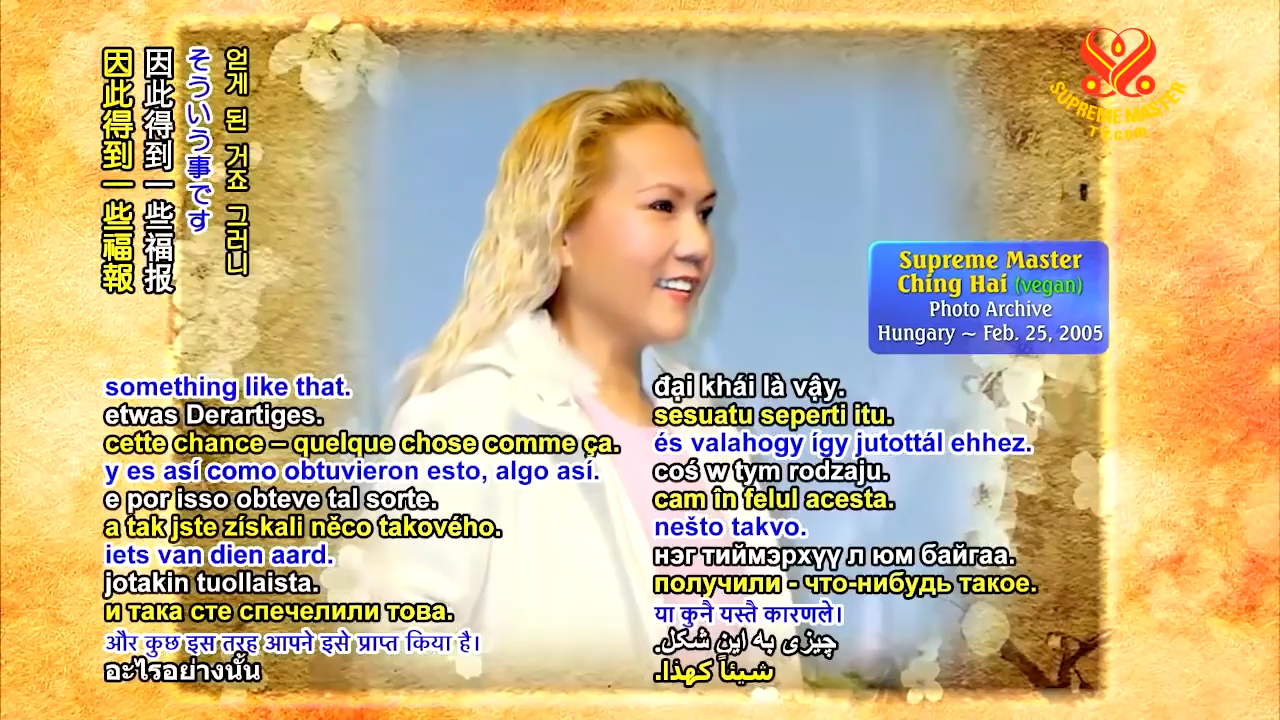 因此得到一些福報
因此得到一些福报
そういう事です
얻게 된 거죠 그러니
SUPREME MASTER
TV.com
Supreme Master
Ching Hai (vegan)
Photo Archive
Hungary ~ Feb. 25, 2005
something like that.
etwas Derartiges.
cette chance – quelque chose comme ça.
y es así como obtuvieron esto, algo así.
e por isso obteve tal sorte.
a tak jste získali něco takového.
iets van dien aard.
jotakin tuollaista.
и така сте спечелили това.
और कुछ इस तरह आपने इसे प्राप्त किया है।
อะไรอย่างนั้น
đại khái là vậy.
sesuatu seperti itu.
és valahogy így jutottál ehhez.
coś w tym rodzaju.
cam în felul acesta.
nešto takvo.
нэг тиймэрхүү л юм байгаа.
получили - что-нибудь такое.
या कुनै यस्तै कारणले।
چیزی به این شکل.
شيئاً كهذا.